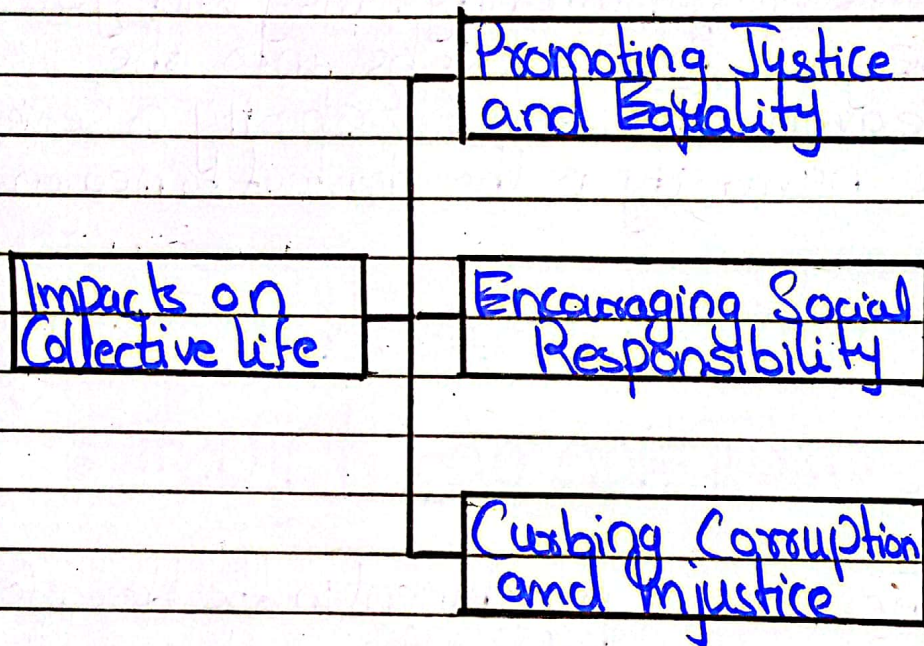 Promoting Justice
and Equality
Impacts on
Collective life
Encouraging Social
Responsibility
Curbing Corruption
and Injustice